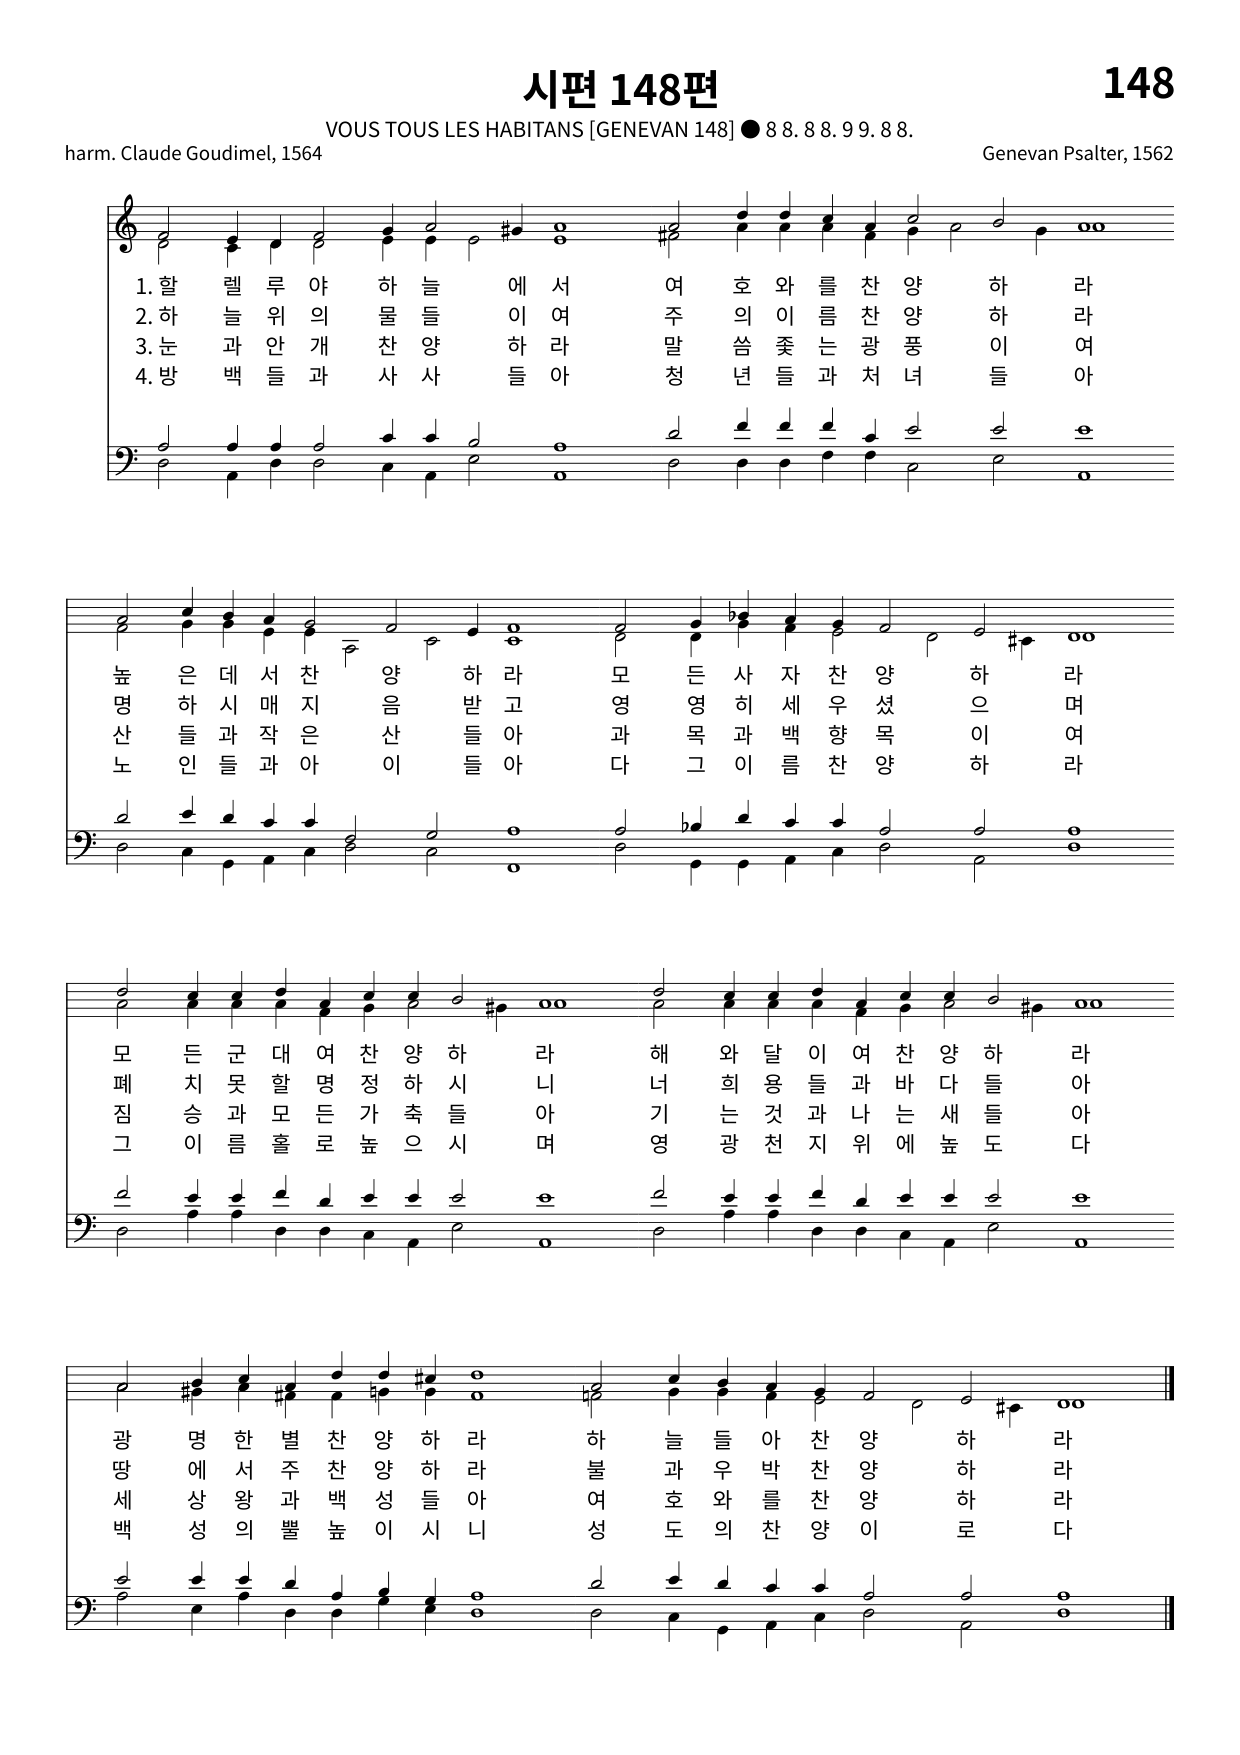 시편 148편
148
VOUS TOUS LES HABITANS [GENEVAN 148] ● 8 8. 8 8. 9 9. 8 8.
harm. Claude Goudimel, 1564
Genevan Psalter, 1562
1. 할 렐 루 야 하 늘 에 서 여 호 와 를 찬 양 하 라
2. 하 늘 위 의 물 들 이 여 주 의 이 름 찬 양 하 라
3. 눈 과 안 개 찬 양 하 라 말 씀 좇 는 광 풍 이 여
4. 방 백 들 과 사 사 들 아 청 년 들 과 처 녀 들 아
높 은 데 서 찬 양 하 라 모 든 사 자 찬 양 하 라
명 하 시 매 지 음 받 고 영 영 히 세 우 셨 으 며
산 들 과 작 은 산 들 아 과 목 과 백 향 목 이 여
노 인 들 과 아 이 들 아 다 그 이 름 찬 양 하 라
모 든 군 대 여 찬 양 하 라 해 와 달 이 여 찬 양 하 라
폐 치 못 할 명 정 하 시 니 너 희 용 들 과 바 다 들 아
짐 승 과 모 든 가 축 들 아 기 는 것 과 나 는 새 들 아
그 이 름 홀 로 높 으 시 며 영 광 천 지 위 에 높 도 다
광 명 한 별 찬 양 하 라 하 늘 들 아 찬 양 하 라
땅 에 서 주 찬 양 하 라 불 과 우 박 찬 양 하 라
세 상 왕 과 백 성 들 아 여 호 와 를 찬 양 하 라
백 성 의 뿔 높 이 시 니 성 도 의 찬 양 이 로 다